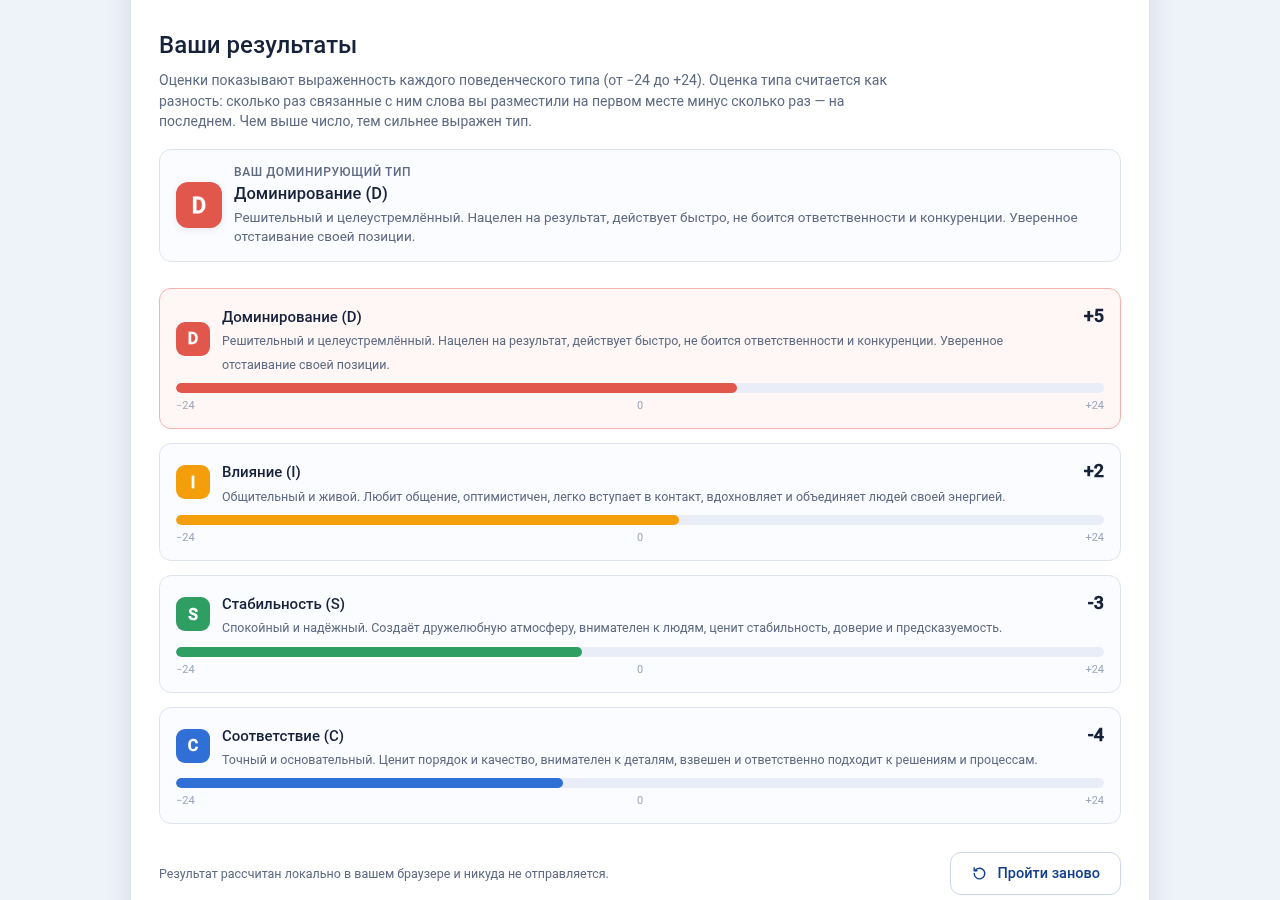 Ваши результаты
Оценки показывают выраженность каждого поведенческого типа (от −24 до +24). Оценка типа считается как
разность: сколько раз связанные с ним слова вы разместили на первом месте минус сколько раз — на
последнем. Чем выше число, тем сильнее выражен тип.
D
ВАШ ДОМИНИРУЮЩИЙ ТИП
Доминирование (D)
Решительный и целеустремлённый. Нацелен на результат, действует быстро, не боится ответственности и конкуренции. Уверенное
отстаивание своей позиции.
D
Доминирование (D)
+5
Решительный и целеустремлённый. Нацелен на результат, действует быстро, не боится ответственности и конкуренции. Уверенное
отстаивание своей позиции.
−24 0 +24
I
Влияние (I)
+2
Общительный и живой. Любит общение, оптимистичен, легко вступает в контакт, вдохновляет и объединяет людей своей энергией.
−24 0 +24
S
Стабильность (S)
-3
Спокойный и надёжный. Создаёт дружелюбную атмосферу, внимателен к людям, ценит стабильность, доверие и предсказуемость.
−24 0 +24
C
Соответствие (C)
-4
Точный и основательный. Ценит порядок и качество, внимателен к деталям, взвешен и ответственно подходит к решениям и процессам.
−24 0 +24
Результат рассчитан локально в вашем браузере и никуда не отправляется.
Пройти заново